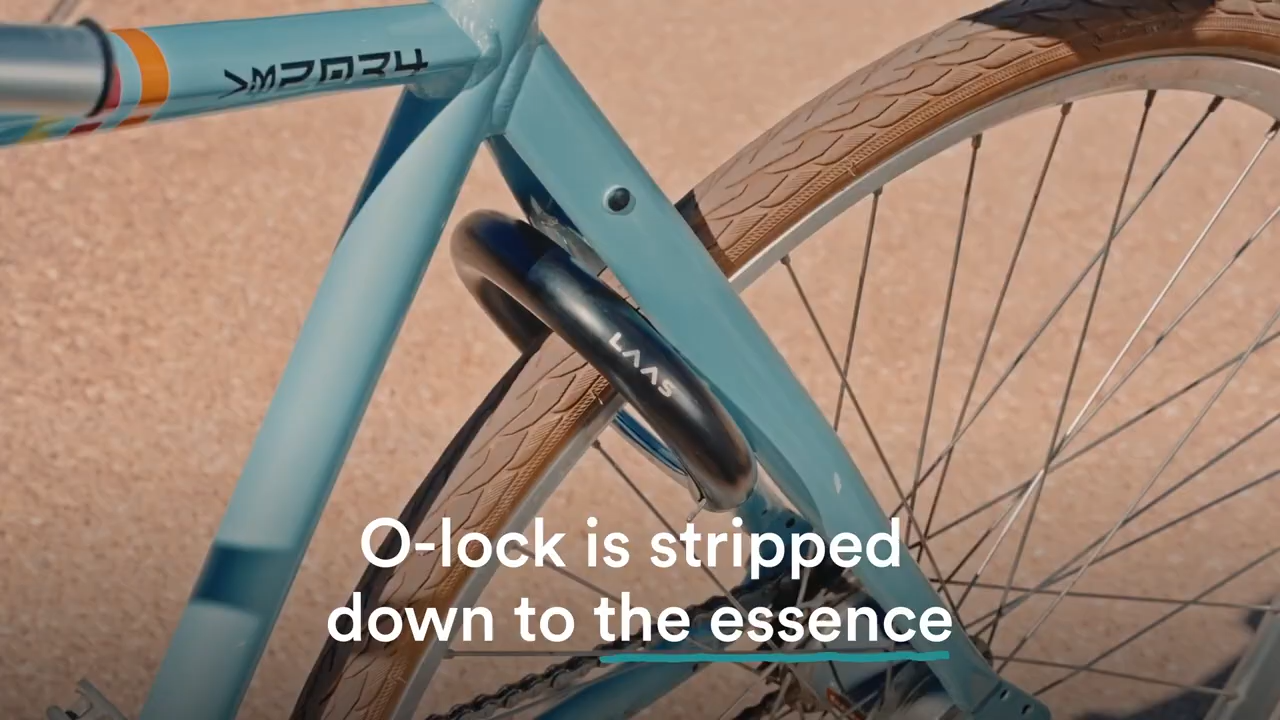 LAAS
O-lock is stripped
down to the essence